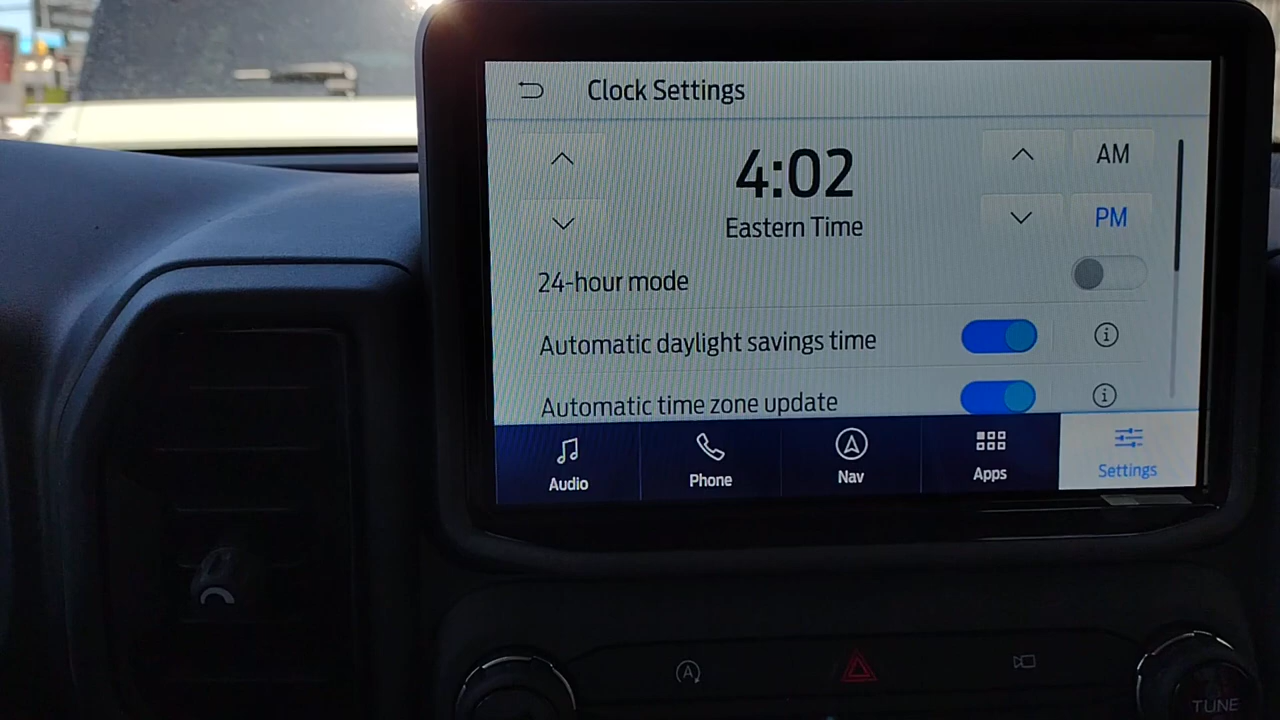 Clock Settings
4:02
AM
Eastern Time
PM
24-hour mode
Automatic daylight savings time
Automatic time zone update
Audio
Phone
Nav
Apps
Settings
A
TUNE